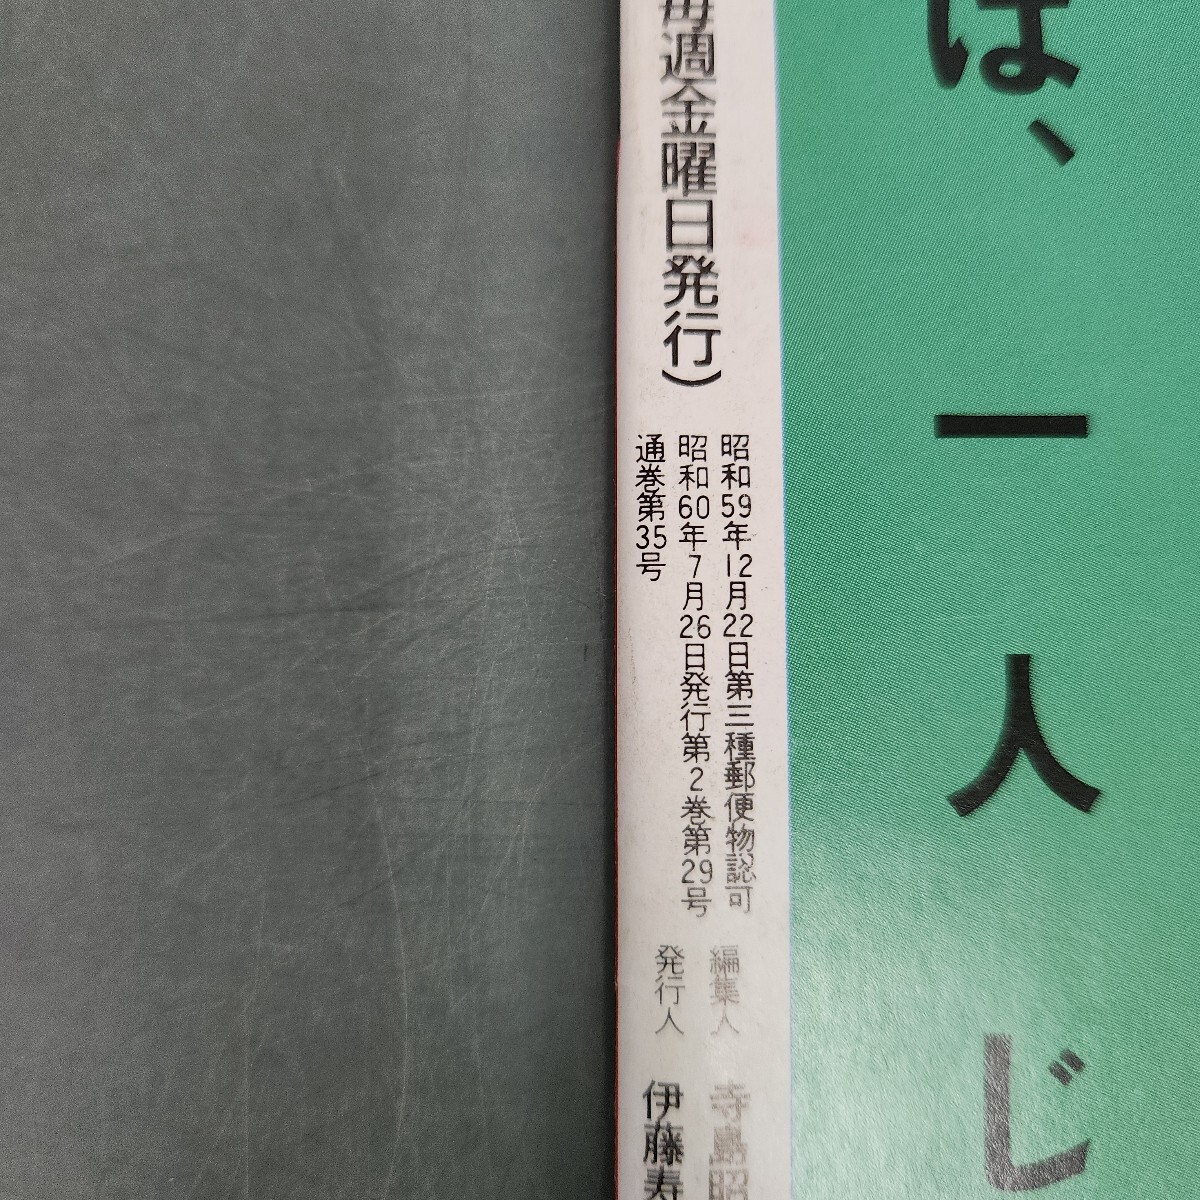 は、一人じ
毎週金曜日発行)
昭和59年12月22日第三種郵便物認可
昭和60年7月26日発行第2巻第29号
通巻第35号
編集人 寺島昭
発行人 伊藤寿